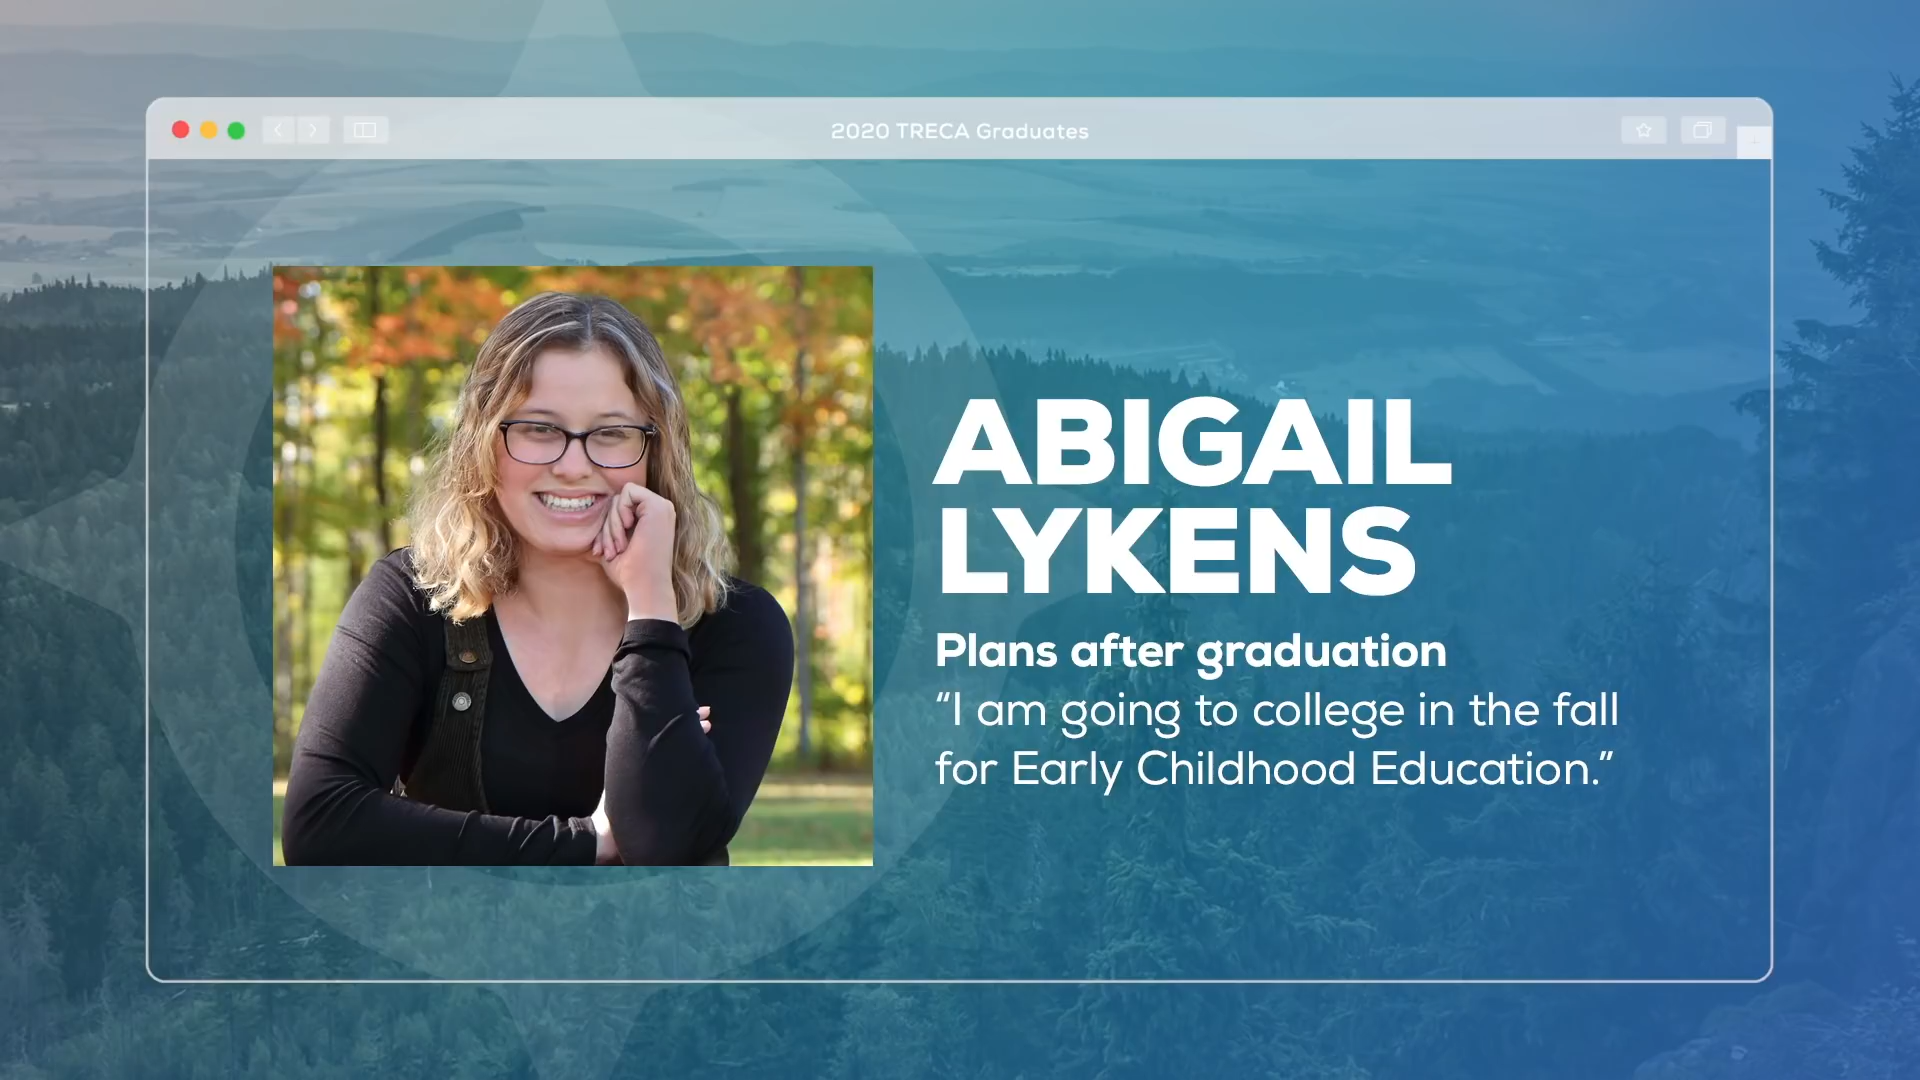 2020 TRECA Graduates
ABIGAIL
LYKENS
Plans after graduation
“I am going to college in the fall
for Early Childhood Education.”